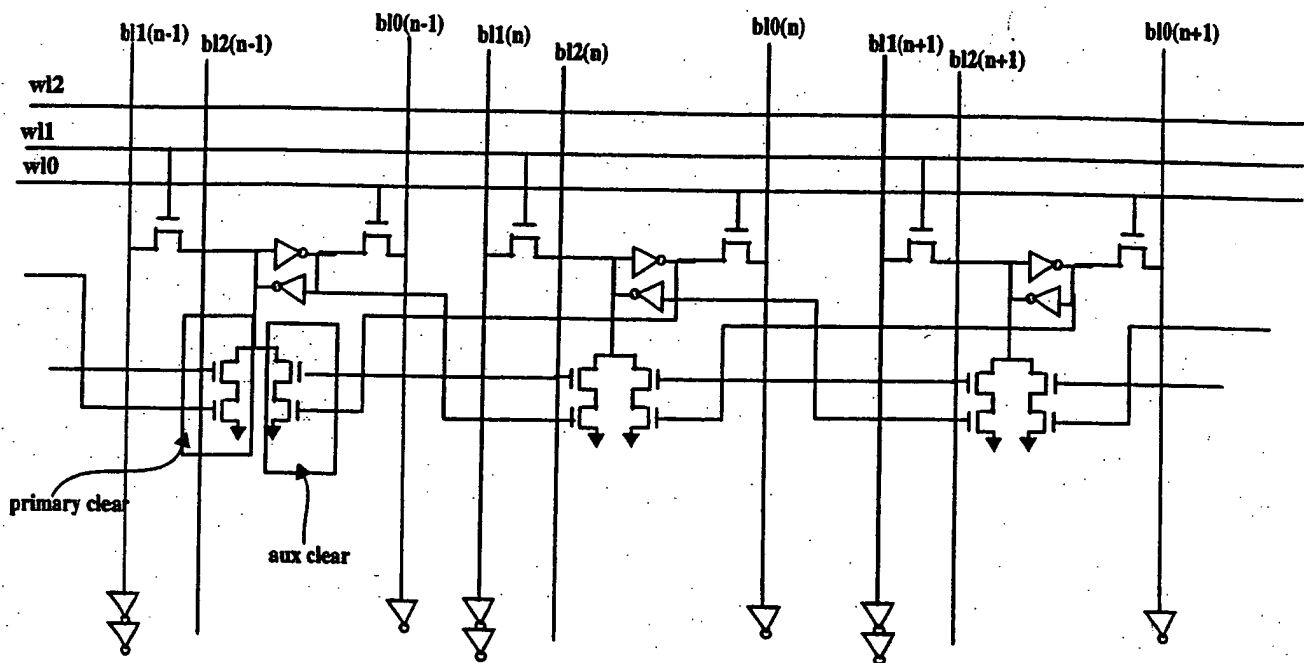 bl1(n-1)
bl2(n-1)
bl0(n-1)
bl1(n)
bl2(n)
bl0(n)
bl1(n+1)
bl2(n+1)
bl0(n+1)
wl2
wl1
wl0
primary clear
aux clear